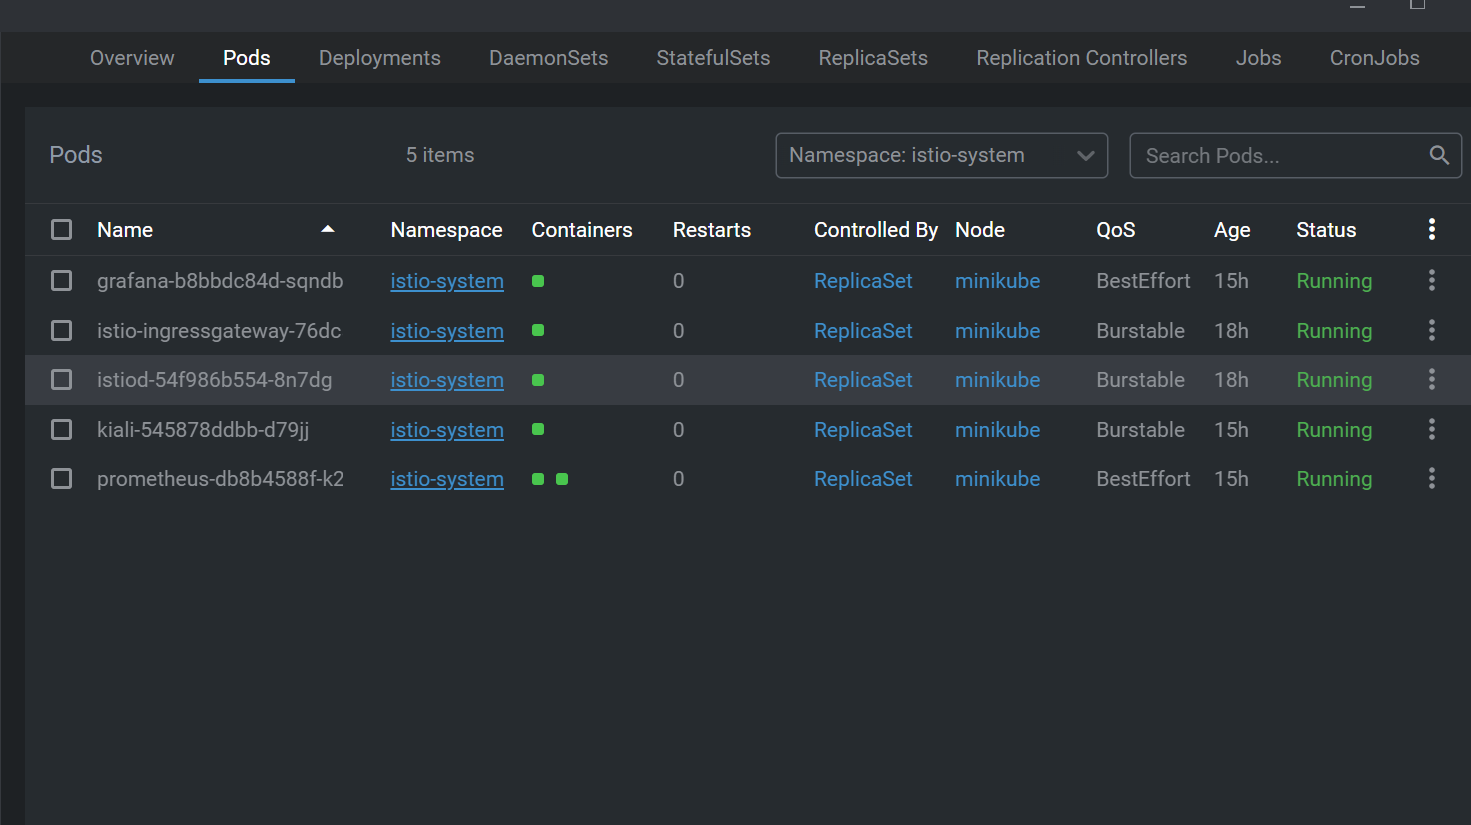 Overview Pods Deployments DaemonSets StatefulSets ReplicaSets Replication Controllers Jobs CronJobs
Pods 5 items Namespace: istio-system Search Pods...
Name Namespace Containers Restarts Controlled By Node QoS Age Status
grafana-b8bbdc84d-sqndb istio-system 0 ReplicaSet minikube BestEffort 15h Running
istio-ingressgateway-76dc istio-system 0 ReplicaSet minikube Burstable 18h Running
istiod-54f986b554-8n7dg istio-system 0 ReplicaSet minikube Burstable 18h Running
kiali-545878ddbb-d79jj istio-system 0 ReplicaSet minikube Burstable 15h Running
prometheus-db8b4588f-k2 istio-system 0 ReplicaSet minikube BestEffort 15h Running